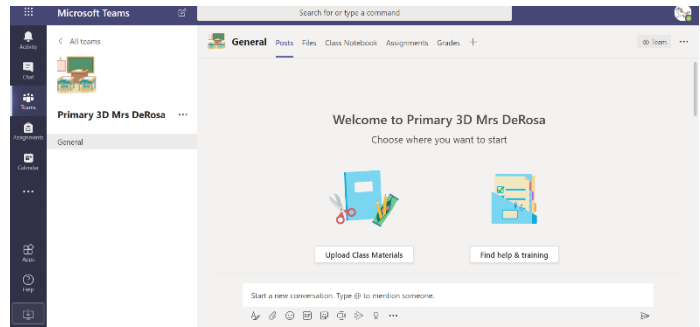 Microsoft Teams
Search for or type a command
Activity
Chat
Teams
Assignments
Calendar
Apps
Help
All teams
Primary 3D Mrs DeRosa
General
General Posts Files Class Notebook Assignments Grades
Team
Welcome to Primary 3D Mrs DeRosa
Choose where you want to start
Upload Class Materials
Find help & training
Start a new conversation. Type @ to mention someone.